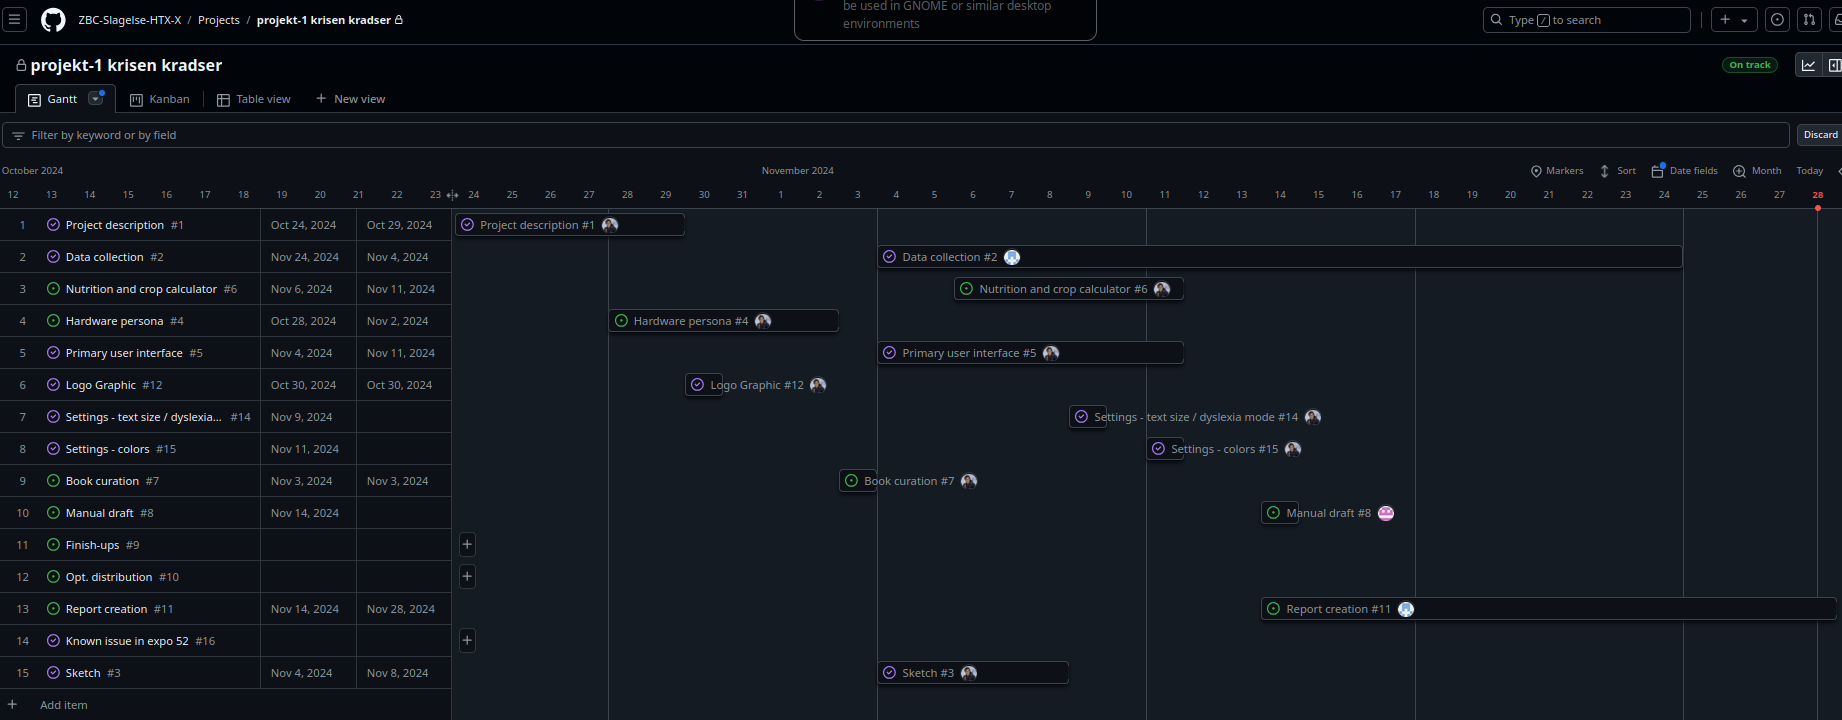 be used in GNOME or similar desktop
environments
ZBC-Slagelse-HTX-X / Projects / projekt-1 krisen kradser
Type / to search
projekt-1 krisen kradser
On track
Gantt Kanban Table view New view
Filter by keyword or by field
Discard
October 2024 November 2024 Markers Sort Date fields Month Today
12 13 14 15 16 17 18 19 20 21 22 23 24 25 26 27 28 29 30 31 1 2 3 4 5 6 7 8 9 10 11 12 13 14 15 16 17 18 19 20 21 22 23 24 25 26 27 28
1 Project description #1 Oct 24, 2024 Oct 29, 2024 Project description #1
2 Data collection #2 Nov 24, 2024 Nov 4, 2024 Data collection #2
3 Nutrition and crop calculator #6 Nov 6, 2024 Nov 11, 2024 Nutrition and crop calculator #6
4 Hardware persona #4 Oct 28, 2024 Nov 2, 2024 Hardware persona #4
5 Primary user interface #5 Nov 4, 2024 Nov 11, 2024 Primary user interface #5
6 Logo Graphic #12 Oct 30, 2024 Oct 30, 2024 Logo Graphic #12
7 Settings - text size / dyslexia... #14 Nov 9, 2024 Settings - text size / dyslexia mode #14
8 Settings - colors #15 Nov 11, 2024 Settings - colors #15
9 Book curation #7 Nov 3, 2024 Nov 3, 2024 Book curation #7
10 Manual draft #8 Nov 14, 2024 Manual draft #8
11 Finish-ups #9
12 Opt. distribution #10
13 Report creation #11 Nov 14, 2024 Nov 28, 2024 Report creation #11
14 Known issue in expo 52 #16
15 Sketch #3 Nov 4, 2024 Nov 8, 2024 Sketch #3
+ Add item